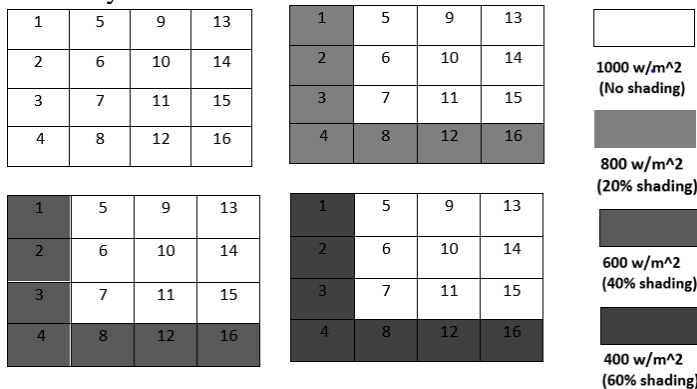 1 5 9 13
2 6 10 14
3 7 11 15
4 8 12 16
1 5 9 13
2 6 10 14
3 7 11 15
4 8 12 16
1 5 9 13
2 6 10 14
3 7 11 15
4 8 12 16
1 5 9 13
2 6 10 14
3 7 11 15
4 8 12 16
1000 w/m^2
(No shading)
800 w/m^2
(20% shading)
600 w/m^2
(40% shading)
400 w/m^2
(60% shading)